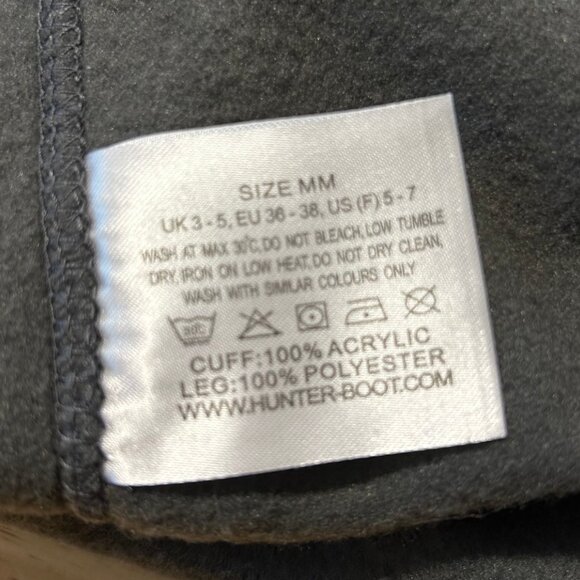 SIZE MM
UK 3 - 5, EU 36 - 38, US (F) 5 - 7
WASH AT MAX 30°C, DO NOT BLEACH, LOW TUMBLE
DRY, IRON ON LOW HEAT, DO NOT DRY CLEAN,
WASH WITH SIMILAR COLOURS ONLY
CUFF:100% ACRYLIC
LEG:100% POLYESTER
WWW.HUNTER-BOOT.COM